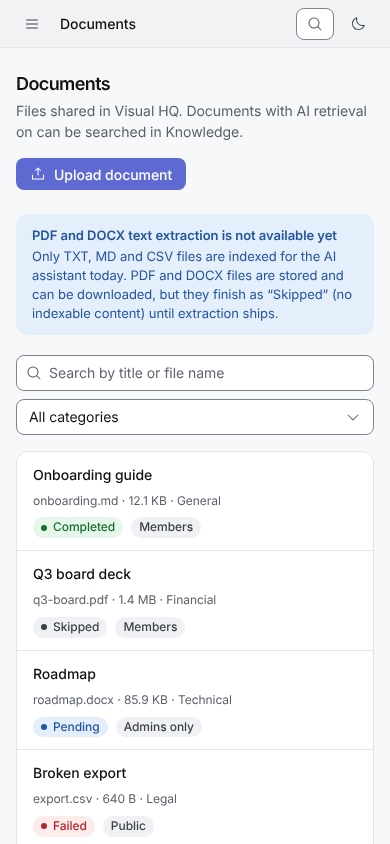 Documents
Documents
Files shared in Visual HQ. Documents with AI retrieval
on can be searched in Knowledge.
Upload document
PDF and DOCX text extraction is not available yet
Only TXT, MD and CSV files are indexed for the AI
assistant today. PDF and DOCX files are stored and
can be downloaded, but they finish as “Skipped” (no
indexable content) until extraction ships.
Search by title or file name
All categories
Onboarding guide
onboarding.md · 12.1 KB · General
Completed Members
Q3 board deck
q3-board.pdf · 1.4 MB · Financial
Skipped Members
Roadmap
roadmap.docx · 85.9 KB · Technical
Pending Admins only
Broken export
export.csv · 640 B · Legal
Failed Public